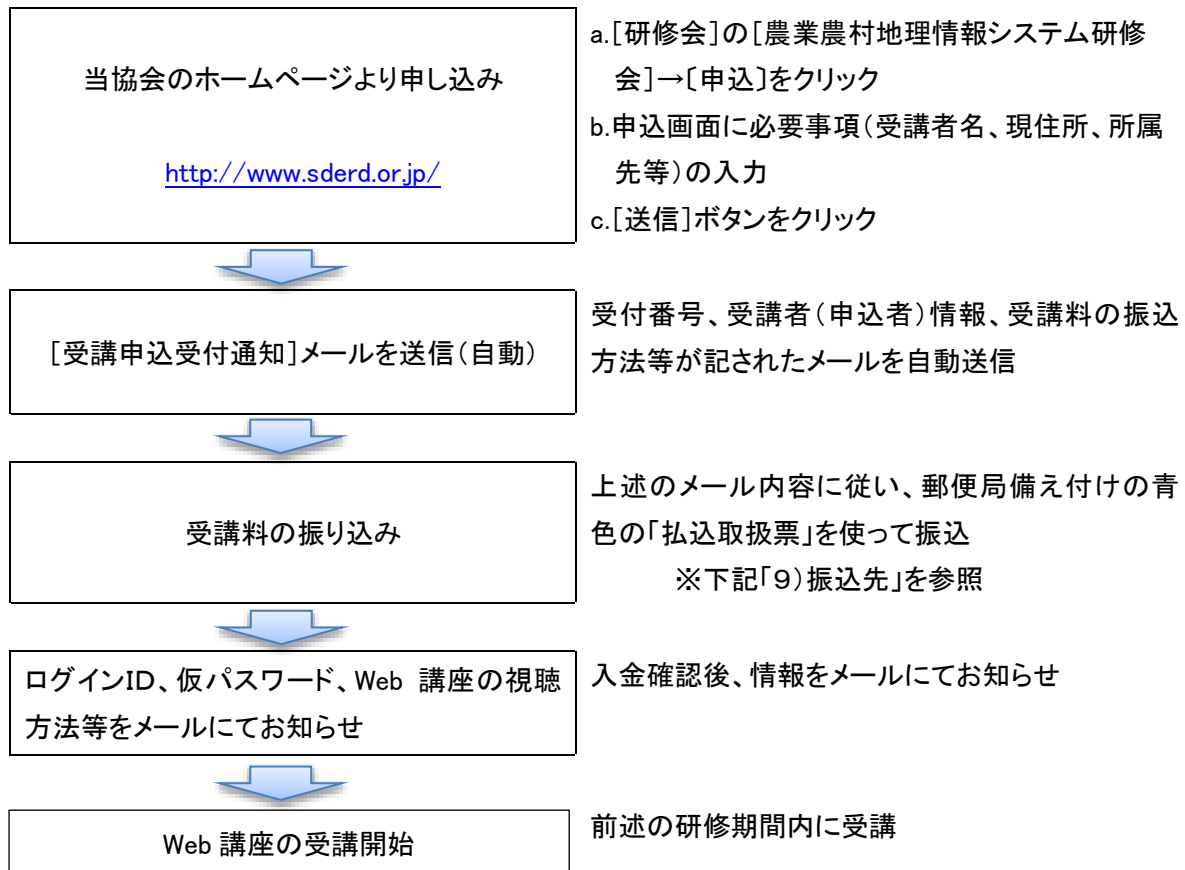 当協会のホームページより申し込み
http://www.sderd.or.jp/
a.[研修会]の[農業農村地理情報システム研修
会]→〔申込〕をクリック
b.申込画面に必要事項(受講者名、現住所、所属
先等)の入力
c.[送信]ボタンをクリック
[受講申込受付通知]メールを送信(自動)
受付番号、受講者(申込者)情報、受講料の振込
方法等が記されたメールを自動送信
受講料の振り込み
上述のメール内容に従い、郵便局備え付けの青
色の「払込取扱票」を使って振込
※下記「9)振込先」を参照
ログインID、仮パスワード、Web 講座の視聴
方法等をメールにてお知らせ
入金確認後、情報をメールにてお知らせ
Web 講座の受講開始
前述の研修期間内に受講